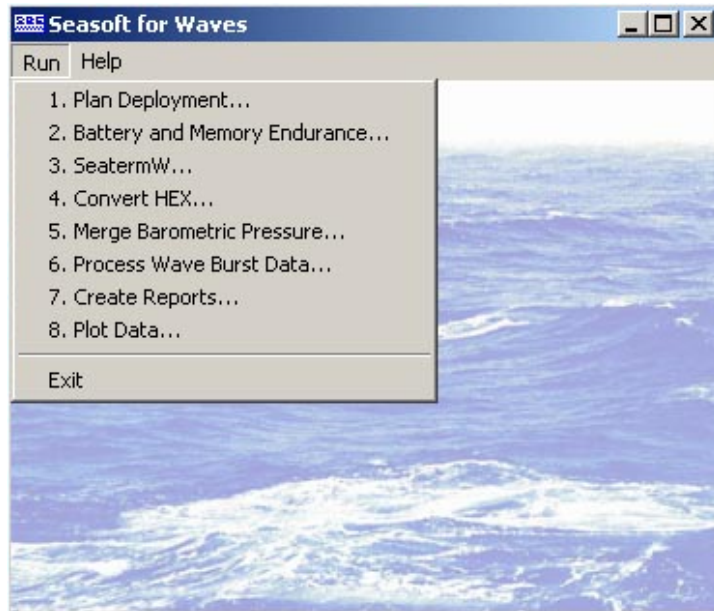 SBE Seasoft for Waves
Run Help
1. Plan Deployment...
2. Battery and Memory Endurance...
3. SeatermW...
4. Convert HEX...
5. Merge Barometric Pressure...
6. Process Wave Burst Data...
7. Create Reports...
8. Plot Data...
Exit